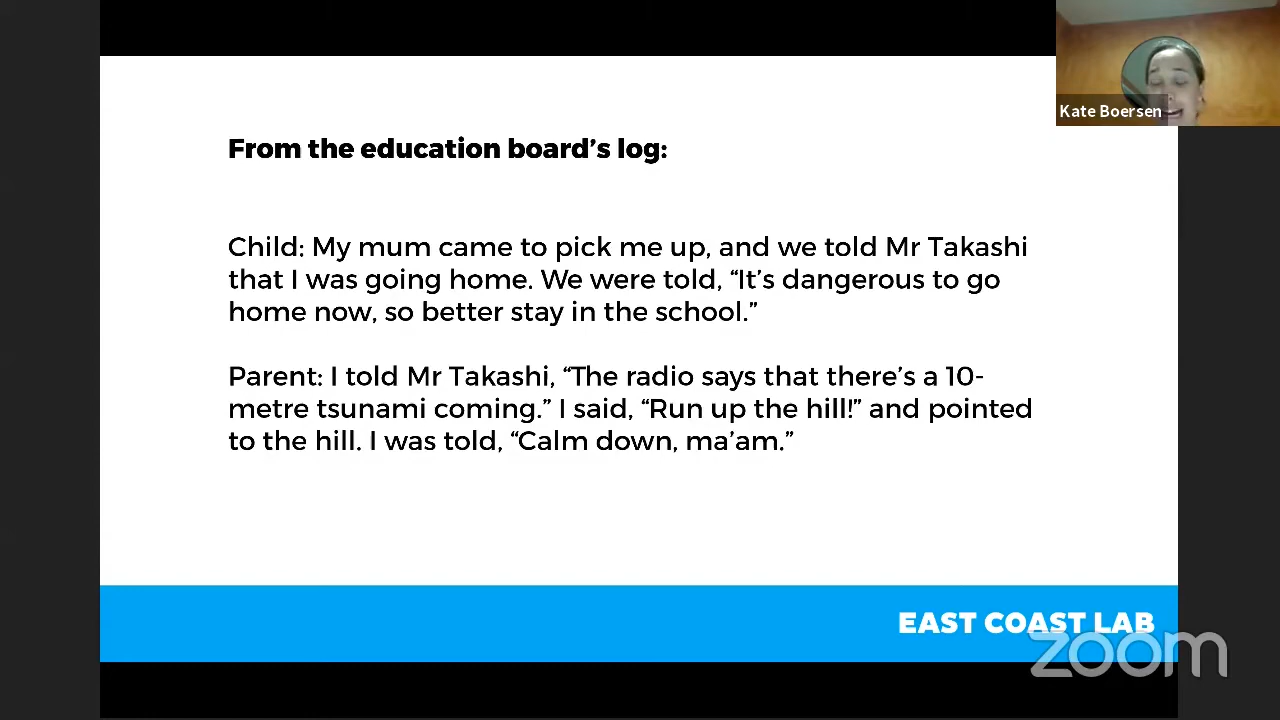 Kate Boersen
From the education board’s log:
Child: My mum came to pick me up, and we told Mr Takashi
that I was going home. We were told, “It’s dangerous to go
home now, so better stay in the school.”
Parent: I told Mr Takashi, “The radio says that there’s a 10-
metre tsunami coming.” I said, “Run up the hill!” and pointed
to the hill. I was told, “Calm down, ma’am.”
EAST COAST LAB
zoom